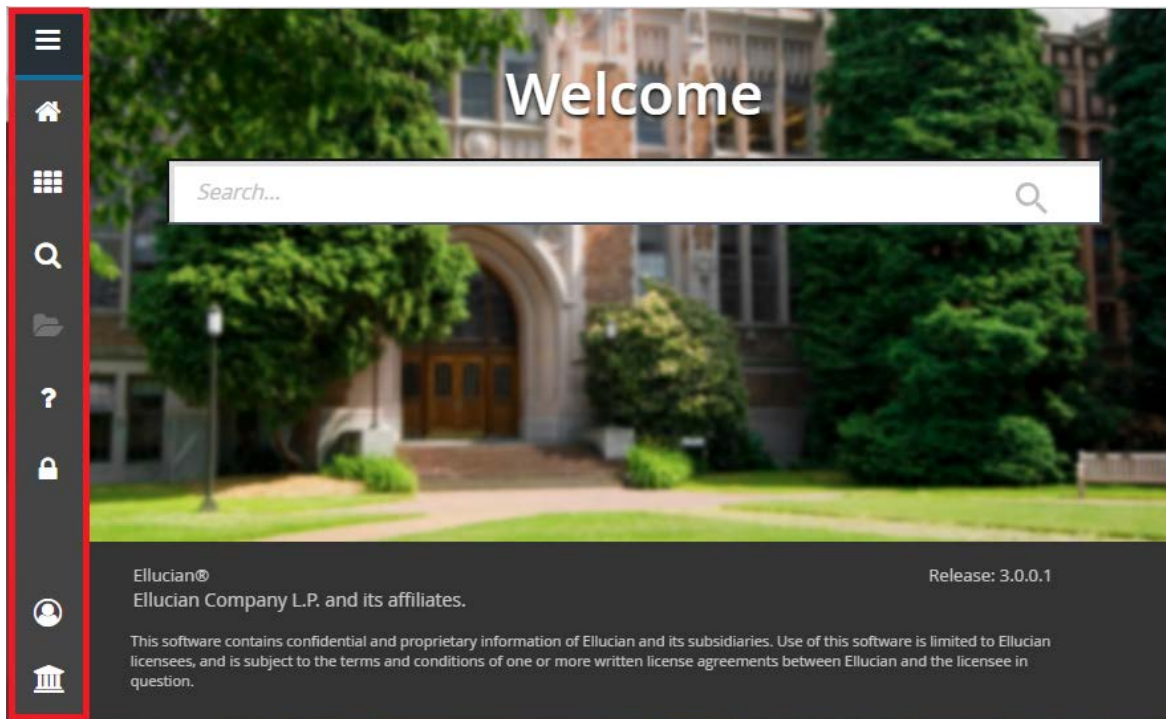 Welcome
Search...
Ellucian®
Release: 3.0.0.1
Ellucian Company L.P. and its affiliates.
This software contains confidential and proprietary information of Ellucian and its subsidiaries. Use of this software is limited to Ellucian
licensees, and is subject to the terms and conditions of one or more written license agreements between Ellucian and the licensee in
question.